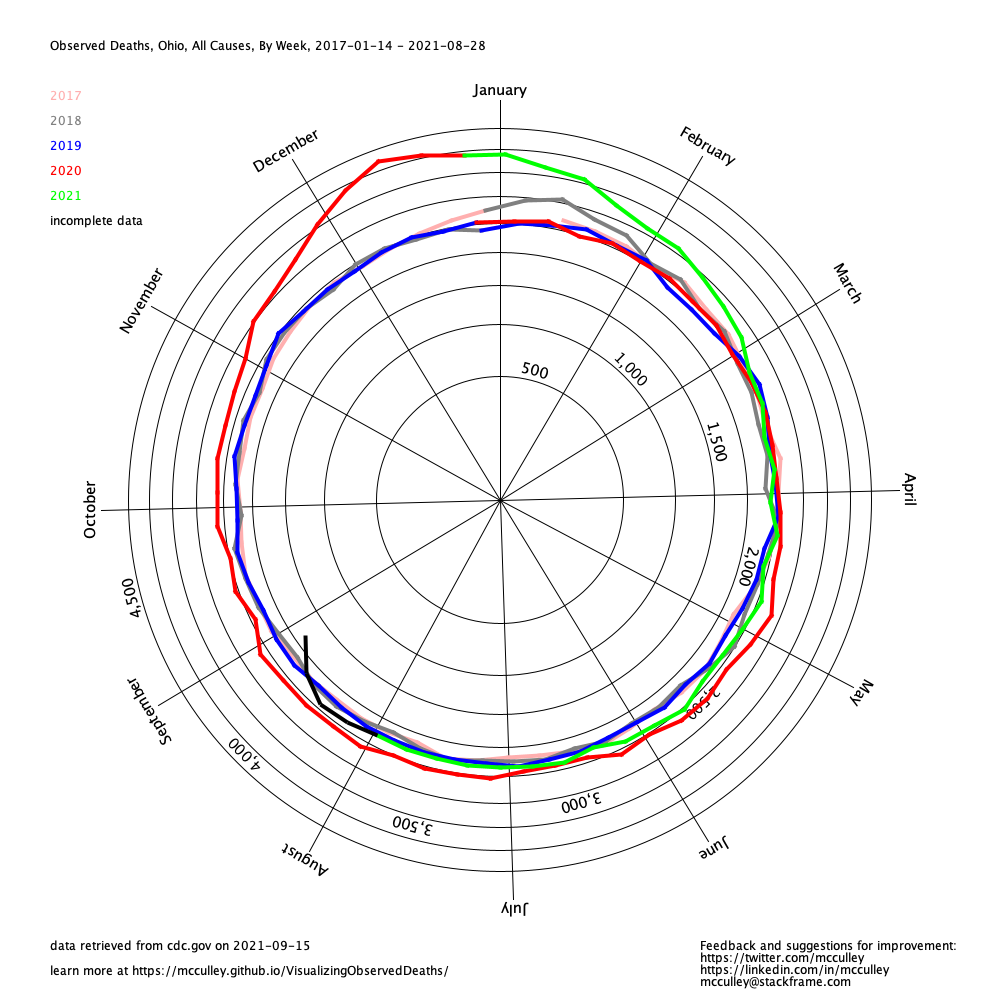 Observed Deaths, Ohio, All Causes, By Week, 2017-01-14 - 2021-08-28
2017
2018
2019
2020
2021
incomplete data
January
February
March
April
May
June
July
August
September
October
November
December
500
1,000
1,500
2,000
2,500
3,000
3,500
4,000
4,500
data retrieved from cdc.gov on 2021-09-15
learn more at https://mcculley.github.io/VisualizingObservedDeaths/
Feedback and suggestions for improvement:
https://twitter.com/mcculley
https://linkedin.com/in/mcculley
mcculley@stackframe.com